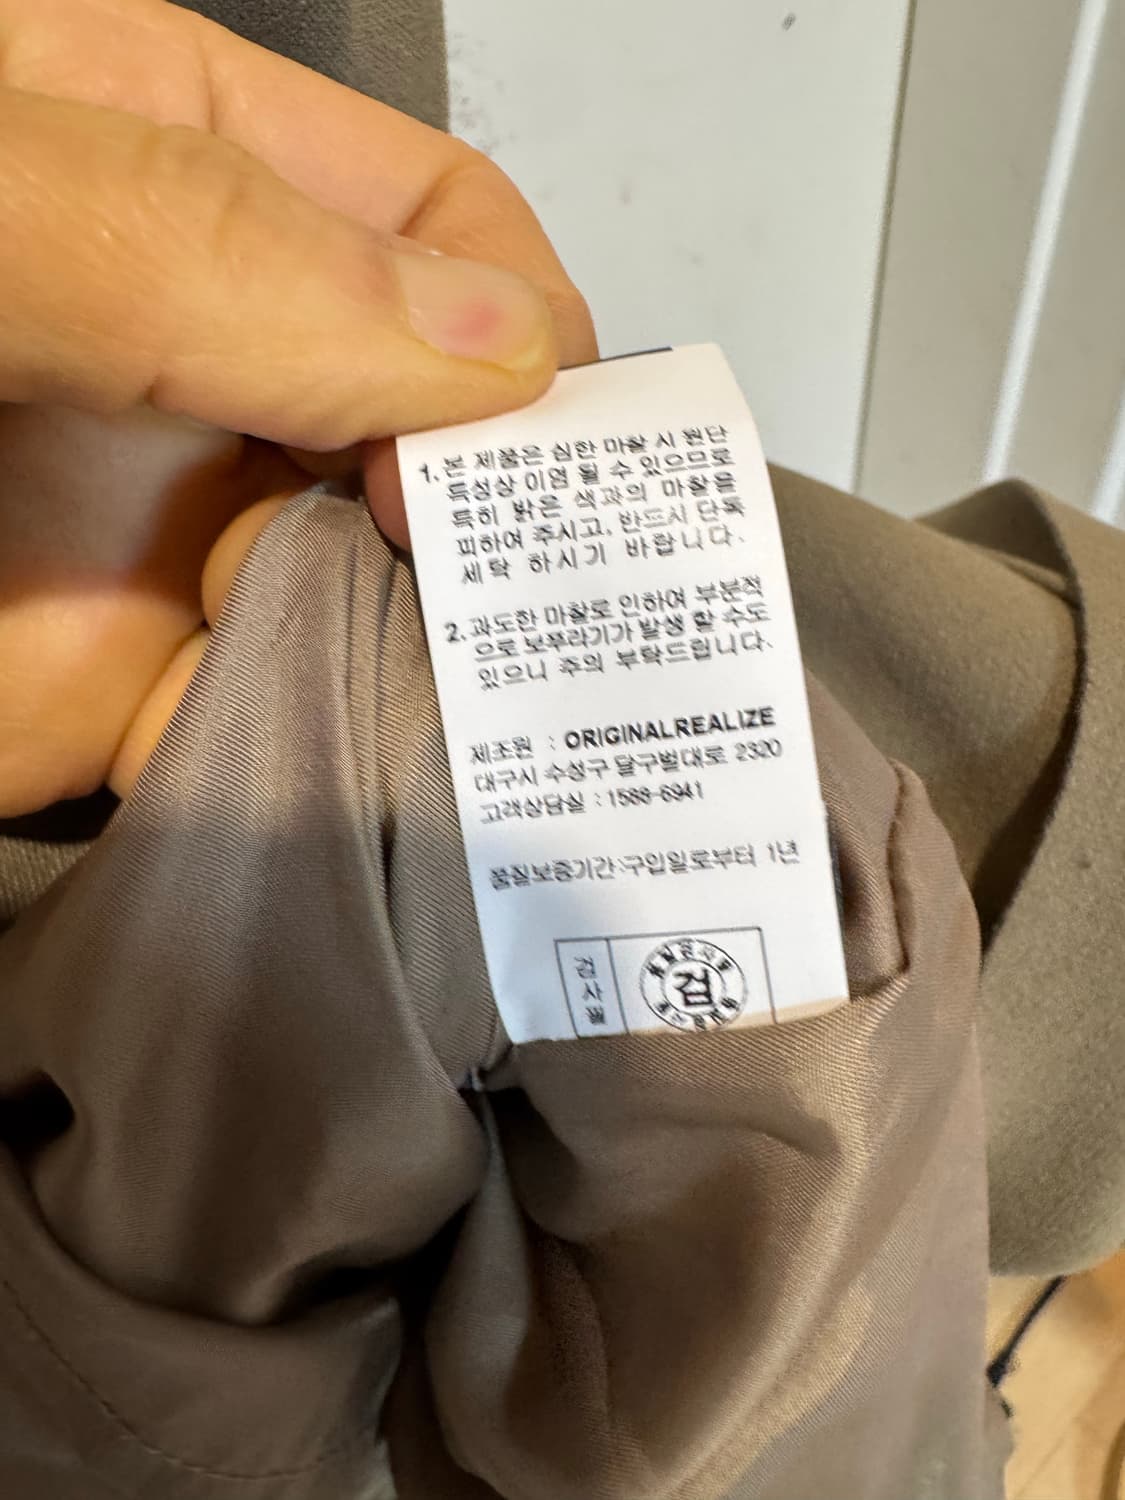 1. 본 제품은 심한 마찰 시 원단
특성상 이염 될 수 있으므로
특히 밝은 색과의 마찰을
피하여 주시고, 반드시 단독
세탁 하시기 바랍니다.
2. 과도한 마찰로 인하여 부분적
으로 보푸라기가 발생 할 수도
있으니 주의 부탁드립니다.
제조원 : ORIGINALREALIZE
대구시 수성구 달구벌대로 2320
고객상담실 : 1588-6941
품질보증기간:구입일로부터 1년
검사필
검